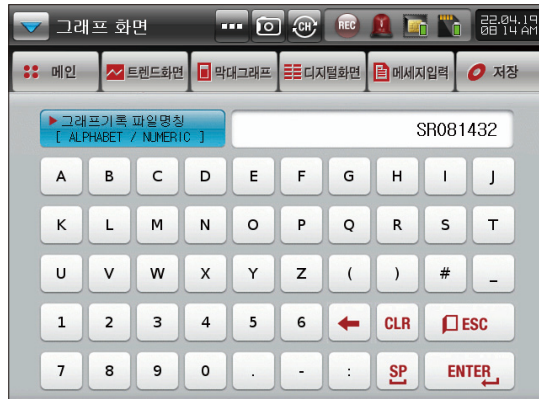 그래프 화면 ••• CH REC 22.04.19
08 14 AM
메인 트렌드화면 막대그래프 디지털화면 메세지입력 저장
▶그래프기록 파일명칭
[ ALPHABET / NUMERIC ]
SR081432
A B C D E F G H I J
K L M N O P Q R S T
U V W X Y Z ( ) # _
1 2 3 4 5 6 ← CLR ESC
7 8 9 0 . - : SP ENTER